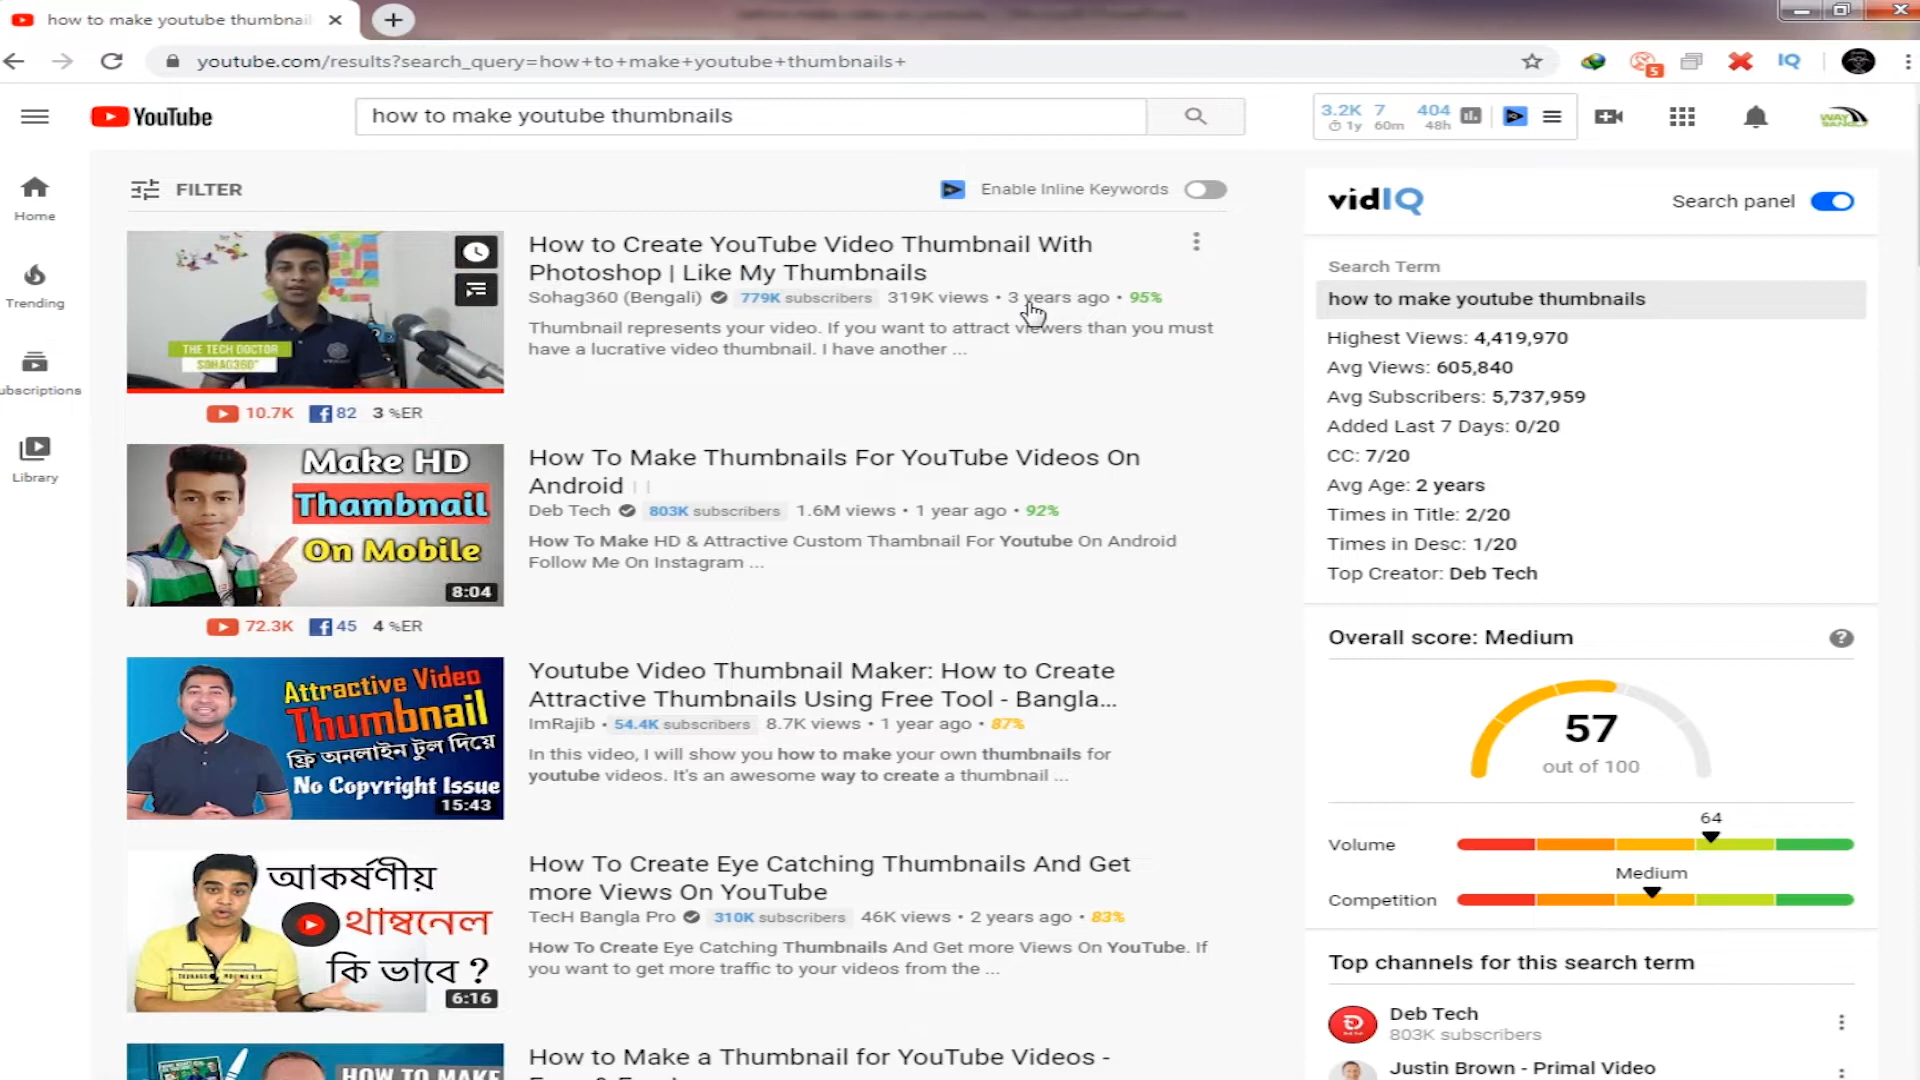 how to make youtube thumbnail
youtube.com/results?search_query=how+to+make+youtube+thumbnails+
5
IQ
YouTube
how to make youtube thumbnails
3.2K 7 404
1y 60m 48h
Home
Trending
ubscriptions
Library
FILTER
Enable Inline Keywords
THE TECH DOCTOR
SOHAG360°
How to Create YouTube Video Thumbnail With
Photoshop | Like My Thumbnails
Sohag360 (Bengali) 779K subscribers 319K views • 3 years ago • 95%
Thumbnail represents your video. If you want to attract viewers than you must
have a lucrative video thumbnail. I have another ...
10.7K 82 3 %ER
Make HD
Thambnail
On Mobile
8:04
How To Make Thumbnails For YouTube Videos On
Android | |
Deb Tech 803K subscribers 1.6M views • 1 year ago • 92%
How To Make HD & Attractive Custom Thambnail For Youtube On Android
Follow Me On Instagram ...
72.3K 45 4 %ER
Attractive Video
Thumbnail
ফ্রি অনলাইন টুল দিয়ে
No Copyright Issue
15:43
Youtube Video Thumbnail Maker: How to Create
Attractive Thumbnails Using Free Tool - Bangla...
ImRajib • 54.4K subscribers 8.7K views • 1 year ago • 87%
In this video, I will show you how to make your own thumbnails for
youtube videos. It's an awesome way to create a thumbnail ...
আকর্ষণীয়
থাম্বনেল
কি ভাবে ?
6:16
How To Create Eye Catching Thumbnails And Get
more Views On YouTube
TecH Bangla Pro 310K subscribers 46K views • 2 years ago • 83%
How To Create Eye Catching Thumbnails And Get more Views On YouTube. If
you want to get more traffic to your videos from the ...
HOW TO MAKE
How to Make a Thumbnail for YouTube Videos -
vidIQ
Search panel
Search Term
how to make youtube thumbnails
Highest Views: 4,419,970
Avg Views: 605,840
Avg Subscribers: 5,737,959
Added Last 7 Days: 0/20
CC: 7/20
Avg Age: 2 years
Times in Title: 2/20
Times in Desc: 1/20
Top Creator: Deb Tech
Overall score: Medium
57
out of 100
64
Volume
Medium
Competition
Top channels for this search term
Deb Tech
803K subscribers
Justin Brown - Primal Video